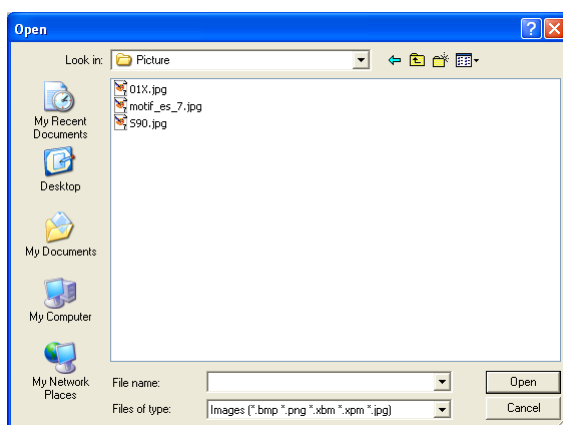 Open
Look in: Picture
01X.jpg
motif_es_7.jpg
S90.jpg
My Recent
Documents
Desktop
My Documents
My Computer
My Network
Places
File name:
Open
Files of type: Images (*.bmp *.png *.xbm *.xpm *.jpg)
Cancel